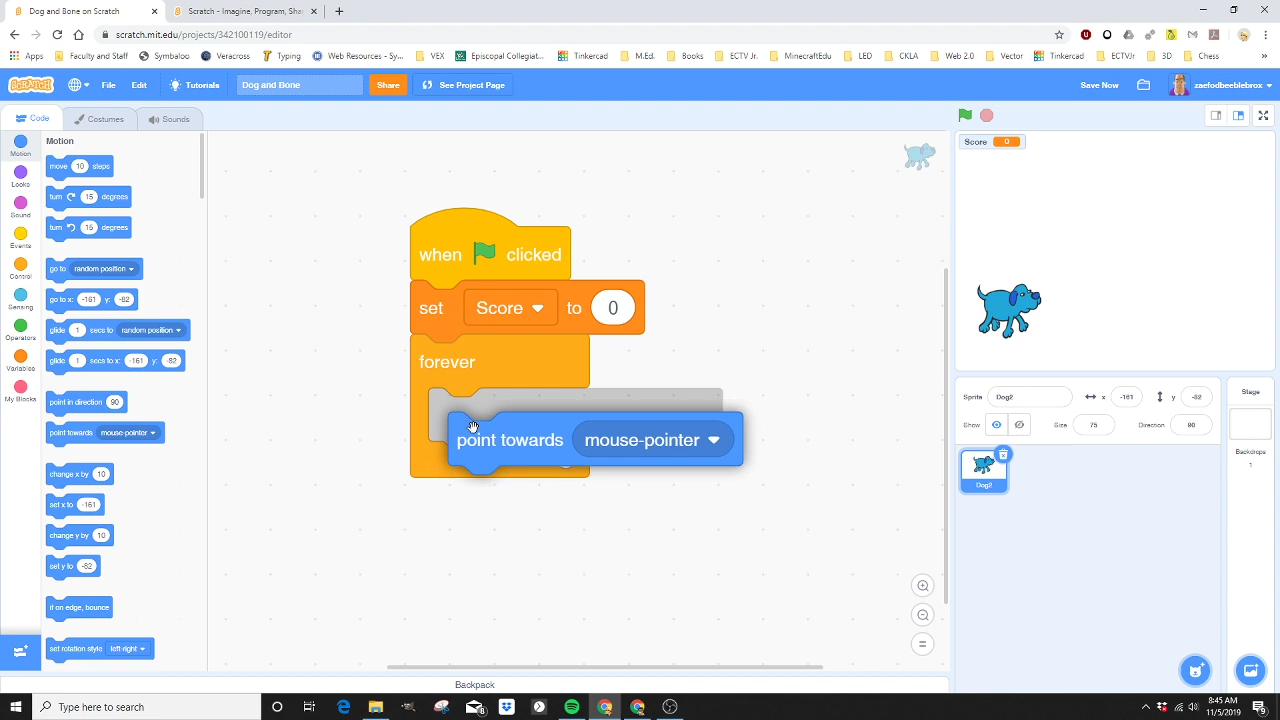 Dog and Bone on Scratch
Scratch - Imagine, Program, Sha
scratch.mit.edu/projects/342100119/editor
Apps
Craft
Shutterfly
Symbaloo
Veracross
Typing
Web Resources - Sy...
VEX
Episcopal Collegiat...
Tinkercad
M.Ed.
Books
ECTV Jr.
MinecraftEdu
LED
CKLA
Web 2.0
Vector
Tinkercad
ECTVJr
3D
Chess
»
SCRATCH
File
Edit
Tutorials
Dog and Bone
Share
See Project Page
Save Now
zaefodbeeblebrox
Code
Costumes
Sounds
Motion
Looks
Sound
Events
Control
Sensing
Operators
Variables
My Blocks
Motion
move 10 steps
turn 15 degrees
turn 15 degrees
go to random position
go to x: -161 y: -82
glide 1 secs to random position
glide 1 secs to x: -161 y: -82
point in direction 90
point towards mouse-pointer
change x by 10
set x to -161
change y by 10
set y to -82
if on edge, bounce
set rotation style left-right
when clicked
set Score to 0
forever
point towards mouse-pointer
Backpack
Score 0
Sprite Dog2 x -161 y -82
Show Size 75 Direction 90
Dog2
Stage
Backdrops
1
Type here to search
8:45 AM
11/5/2019